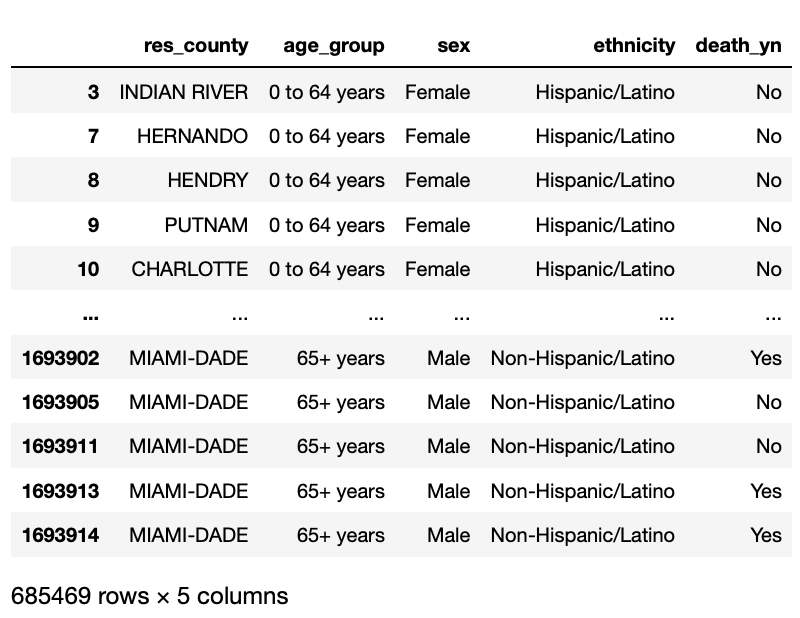 res_county age_group sex ethnicity death_yn
3 INDIAN RIVER 0 to 64 years Female Hispanic/Latino No
7 HERNANDO 0 to 64 years Female Hispanic/Latino No
8 HENDRY 0 to 64 years Female Hispanic/Latino No
9 PUTNAM 0 to 64 years Female Hispanic/Latino No
10 CHARLOTTE 0 to 64 years Female Hispanic/Latino No
... ... ... ... ... ...
1693902 MIAMI-DADE 65+ years Male Non-Hispanic/Latino Yes
1693905 MIAMI-DADE 65+ years Male Non-Hispanic/Latino No
1693911 MIAMI-DADE 65+ years Male Non-Hispanic/Latino No
1693913 MIAMI-DADE 65+ years Male Non-Hispanic/Latino Yes
1693914 MIAMI-DADE 65+ years Male Non-Hispanic/Latino Yes
685469 rows × 5 columns